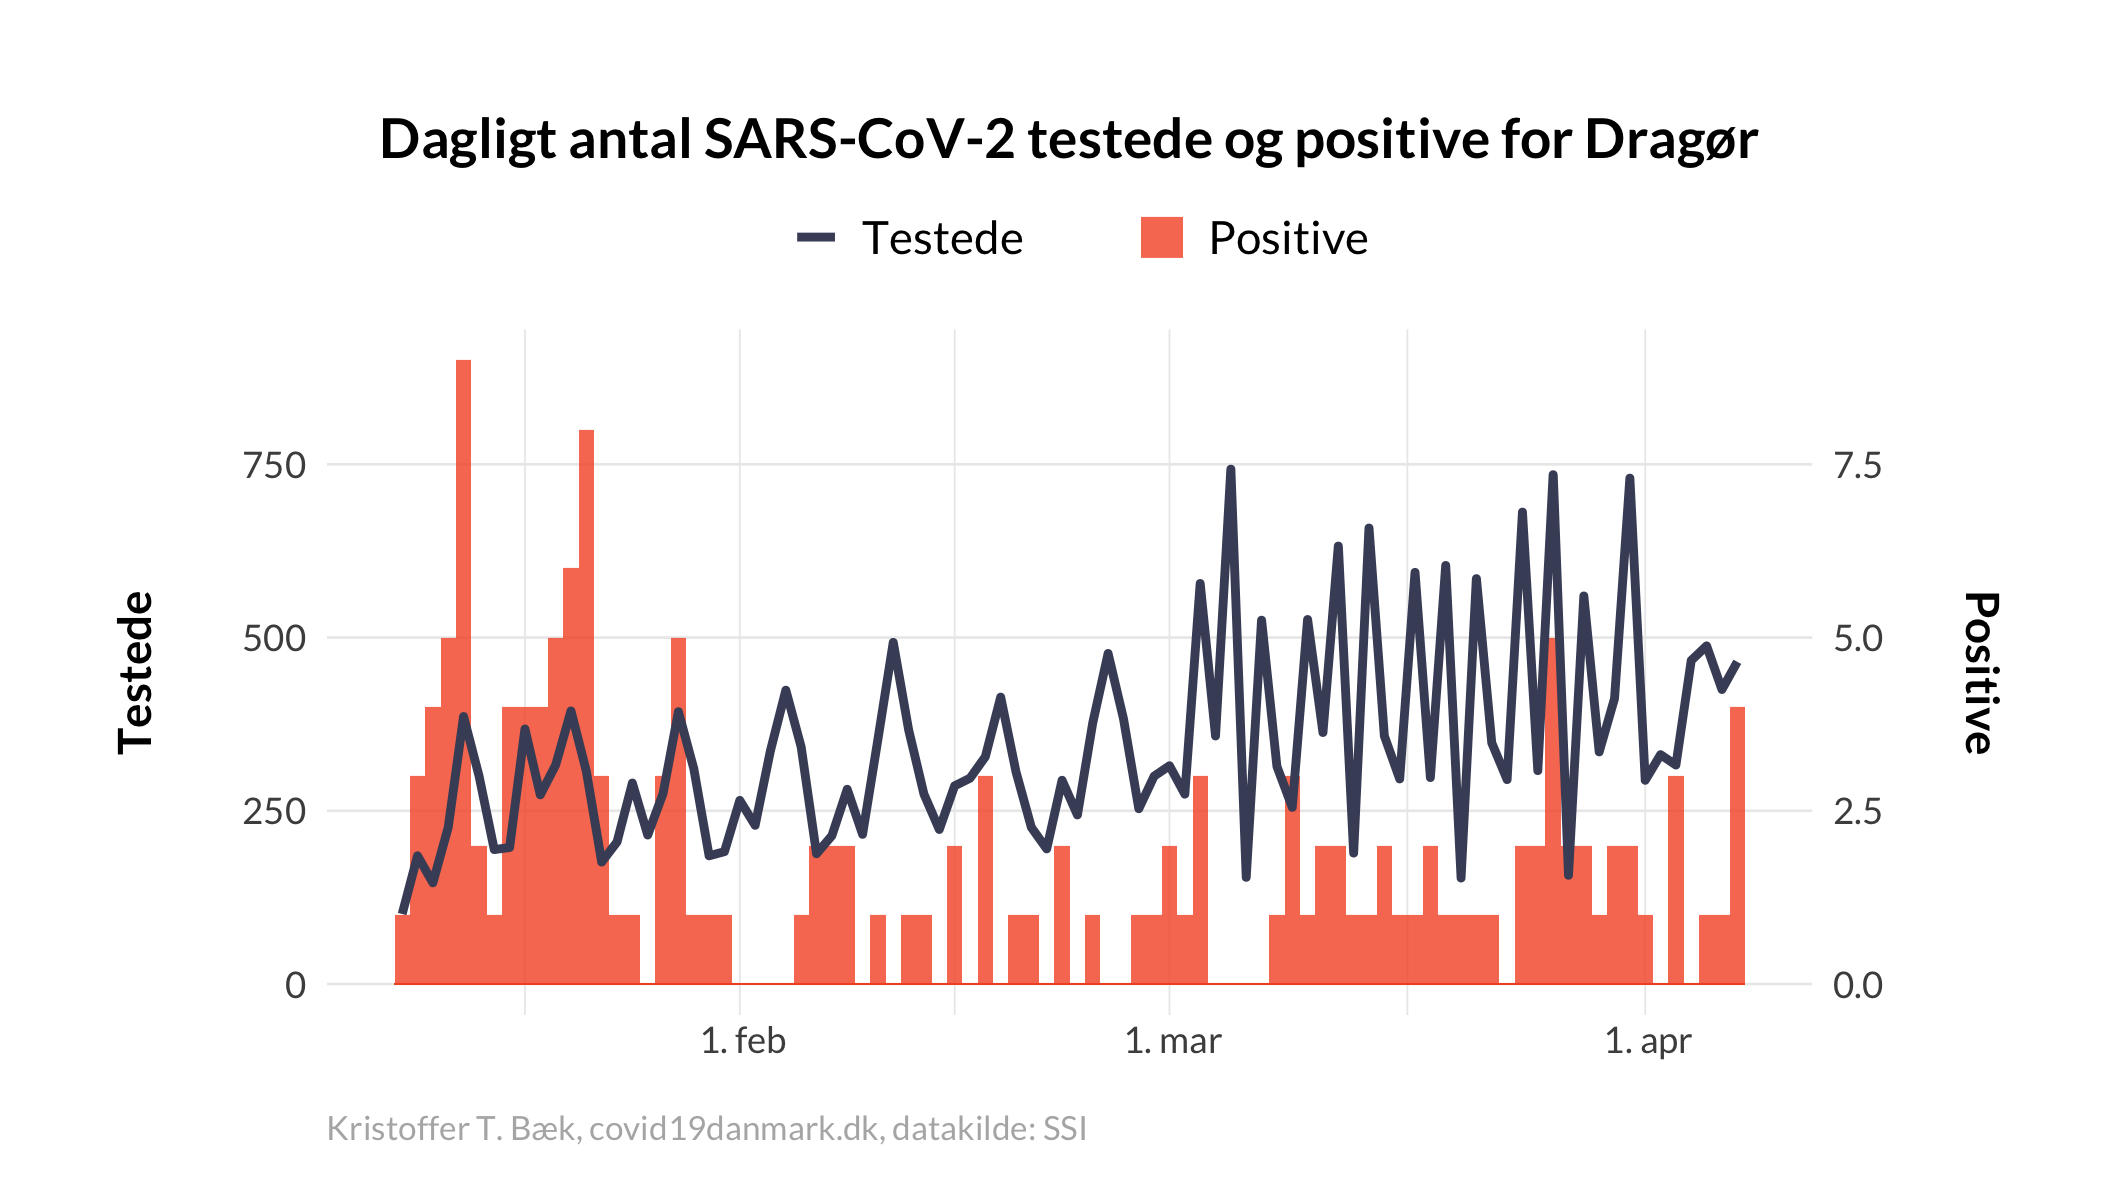 Dagligt antal SARS-CoV-2 testede og positive for Dragør
Testede
Positive
750
500
250
0
Testede
7.5
5.0
2.5
0.0
Positive
1. feb
1. mar
1. apr
Kristoffer T. Bæk, covid19danmark.dk, datakilde: SSI